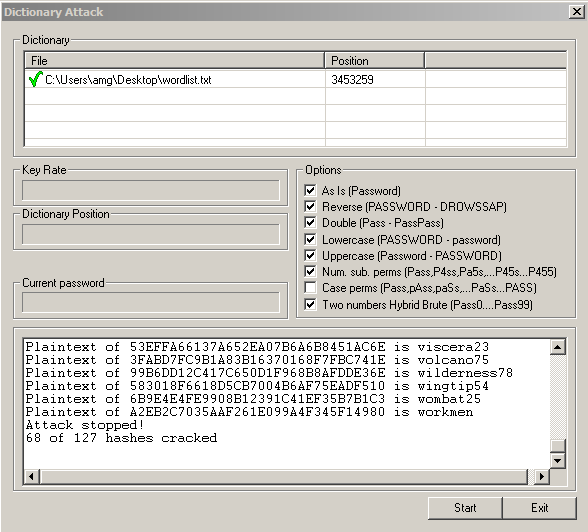 Dictionary Attack
Dictionary
File Position
C:\Users\amg\Desktop\wordlist.txt 3453259
Key Rate
Dictionary Position
Current password
Options
As Is (Password)
Reverse (PASSWORD - DROWSSAP)
Double (Pass - PassPass)
Lowercase (PASSWORD - password)
Uppercase (Password - PASSWORD)
Num. sub. perms (Pass,P4ss,Pa5s,...P45s...P455)
Case perms (Pass,pAss,paSs,...PaSs...PASS)
Two numbers Hybrid Brute (Pass0....Pass99)
Plaintext of 53EFFA66137A652EA07B6A6B8451AC6E is viscera23
Plaintext of 3FABD7FC9B1A83B16370168F7FBC741E is volcano75
Plaintext of 99B6DD12C417C650D1F968B8AFDDE36E is wilderness78
Plaintext of 583018F6618D5CB7004B6AF75EADF510 is wingtip54
Plaintext of 6B9E4E4FE9908B12391C41EF35B7B1C3 is wombat25
Plaintext of A2EB2C7035AAF261E099A4F345F14980 is workmen
Attack stopped!
68 of 127 hashes cracked
Start
Exit